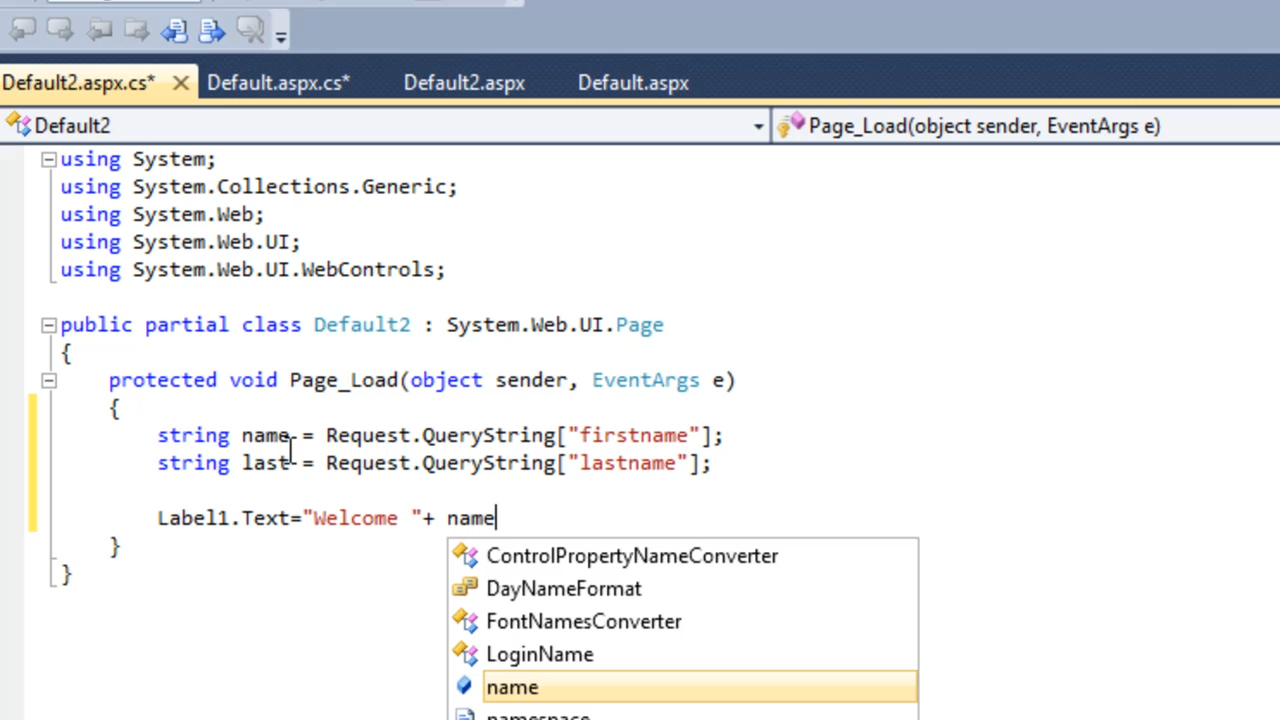 Default2.aspx.cs* Default.aspx.cs* Default2.aspx Default.aspx
Default2 Page_Load(object sender, EventArgs e)
using System;
using System.Collections.Generic;
using System.Web;
using System.Web.UI;
using System.Web.UI.WebControls;
public partial class Default2 : System.Web.UI.Page
{
protected void Page_Load(object sender, EventArgs e)
{
string name = Request.QueryString["firstname"];
string last = Request.QueryString["lastname"];
Label1.Text="Welcome "+ name
}
}
ControlPropertyNameConverter
DayNameFormat
FontNamesConverter
LoginName
name
namespace